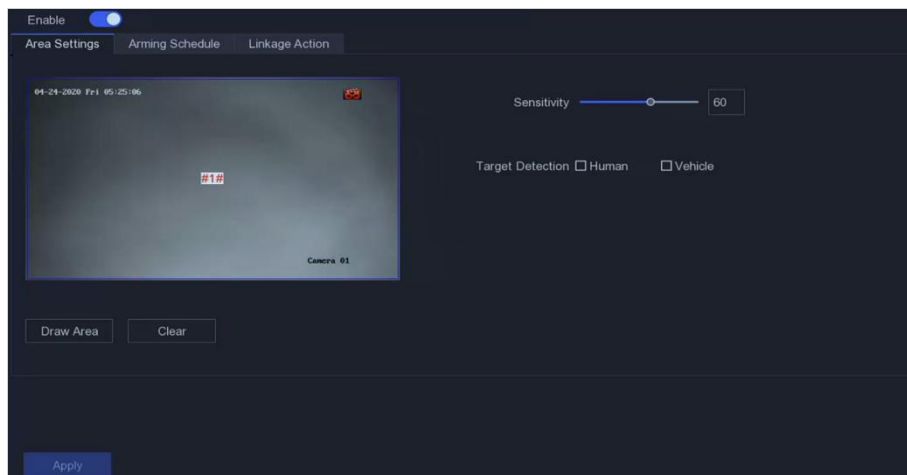 Enable
Area Settings Arming Schedule Linkage Action
04-24-2020 Fri 05:25:06
Sensitivity 60
Target Detection Human Vehicle
#1#
Camera 01
Draw Area Clear
Apply